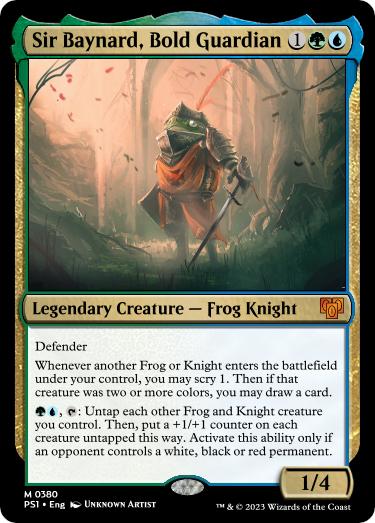 Sir Baynard, Bold Guardian 1
Legendary Creature — Frog Knight
Defender
Whenever another Frog or Knight enters the battlefield
under your control, you may scry 1. Then if that
creature was two or more colors, you may draw a card.
, : Untap each other Frog and Knight creature
you control. Then, put a +1/+1 counter on
each creature untapped this way. Activate this ability only if
an opponent controls a white, black or red permanent.
1/4
M 0380
PS1 • Eng Unknown Artist
™ & © 2023 Wizards of the Coast